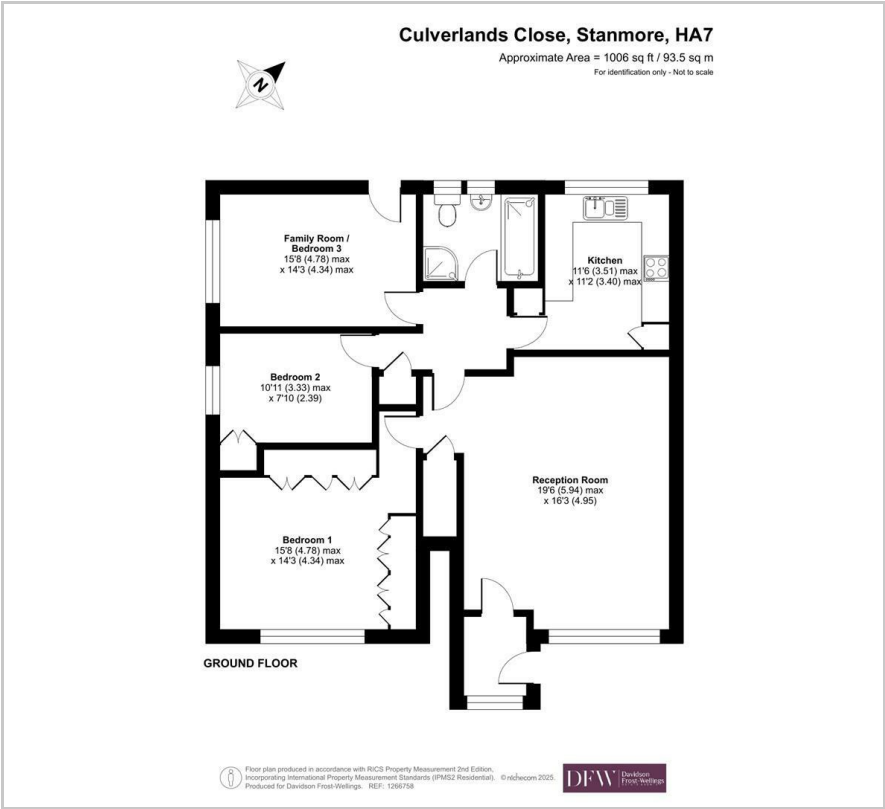 Culverlands Close, Stanmore, HA7
Approximate Area = 1006 sq ft / 93.5 sq m
For identification only - Not to scale
N
Family Room /
Bedroom 3
15'8 (4.78) max
x 14'3 (4.34) max
Kitchen
11'6 (3.51) max
x 11'2 (3.40) max
Bedroom 2
10'11 (3.33) max
x 7'10 (2.39)
Reception Room
19'6 (5.94) max
x 16'3 (4.95)
Bedroom 1
15'8 (4.78) max
x 14'3 (4.34) max
GROUND FLOOR
Floor plan produced in accordance with RICS Property Measurement 2nd Edition,
Incorporating International Property Measurement Standards (IPMS2 Residential). © nichecom 2025.
Produced for Davidson Frost-Wellings. REF: 1266758
DFW
Davidson
Frost-Wellings